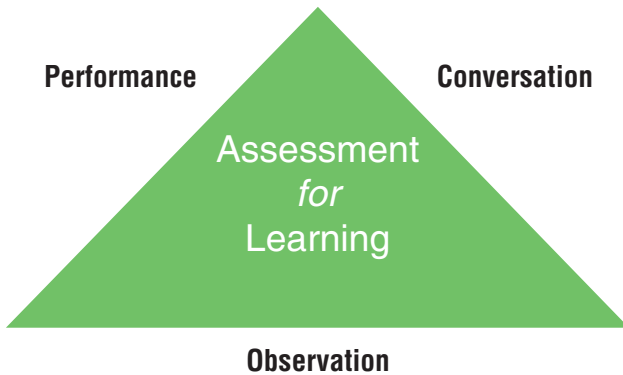 Performance
Conversation
Assessment
for
Learning
Observation